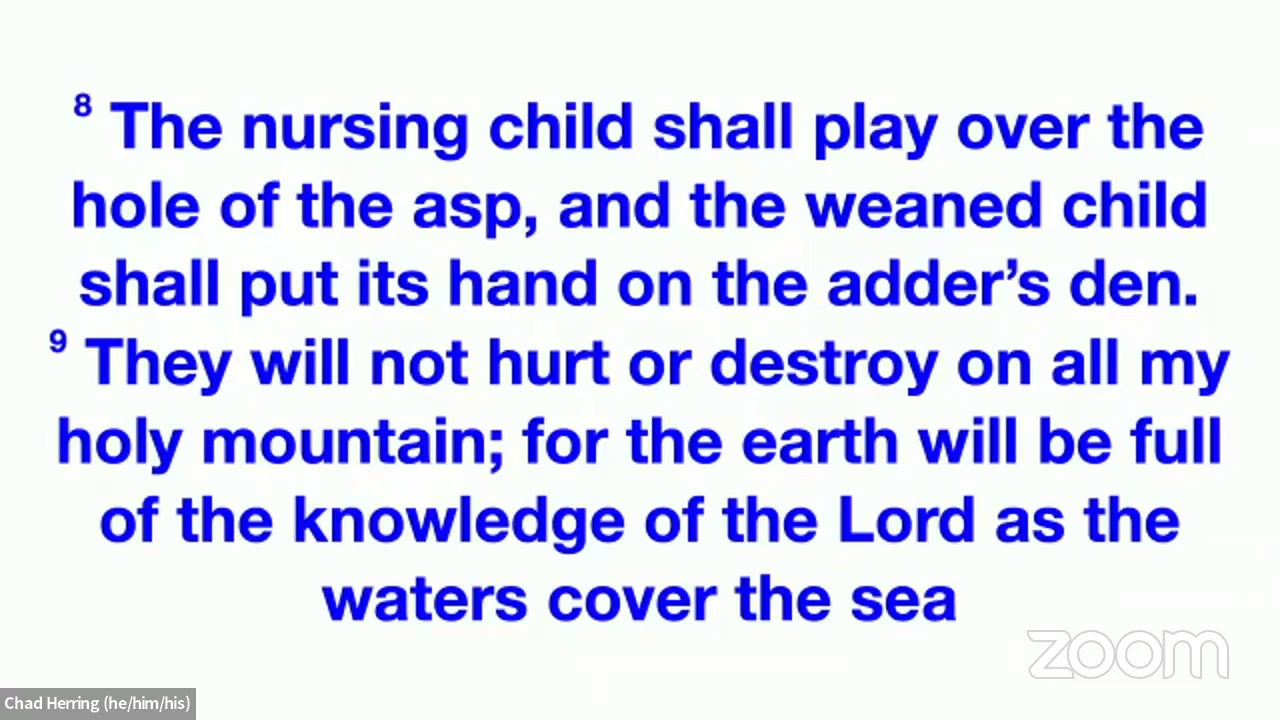 8 The nursing child shall play over the
hole of the asp, and the weaned child
shall put its hand on the adder’s den.
9 They will not hurt or destroy on all my
holy mountain; for the earth will be full
of the knowledge of the Lord as the
waters cover the sea
zoom
Chad Herring (he/him/his)